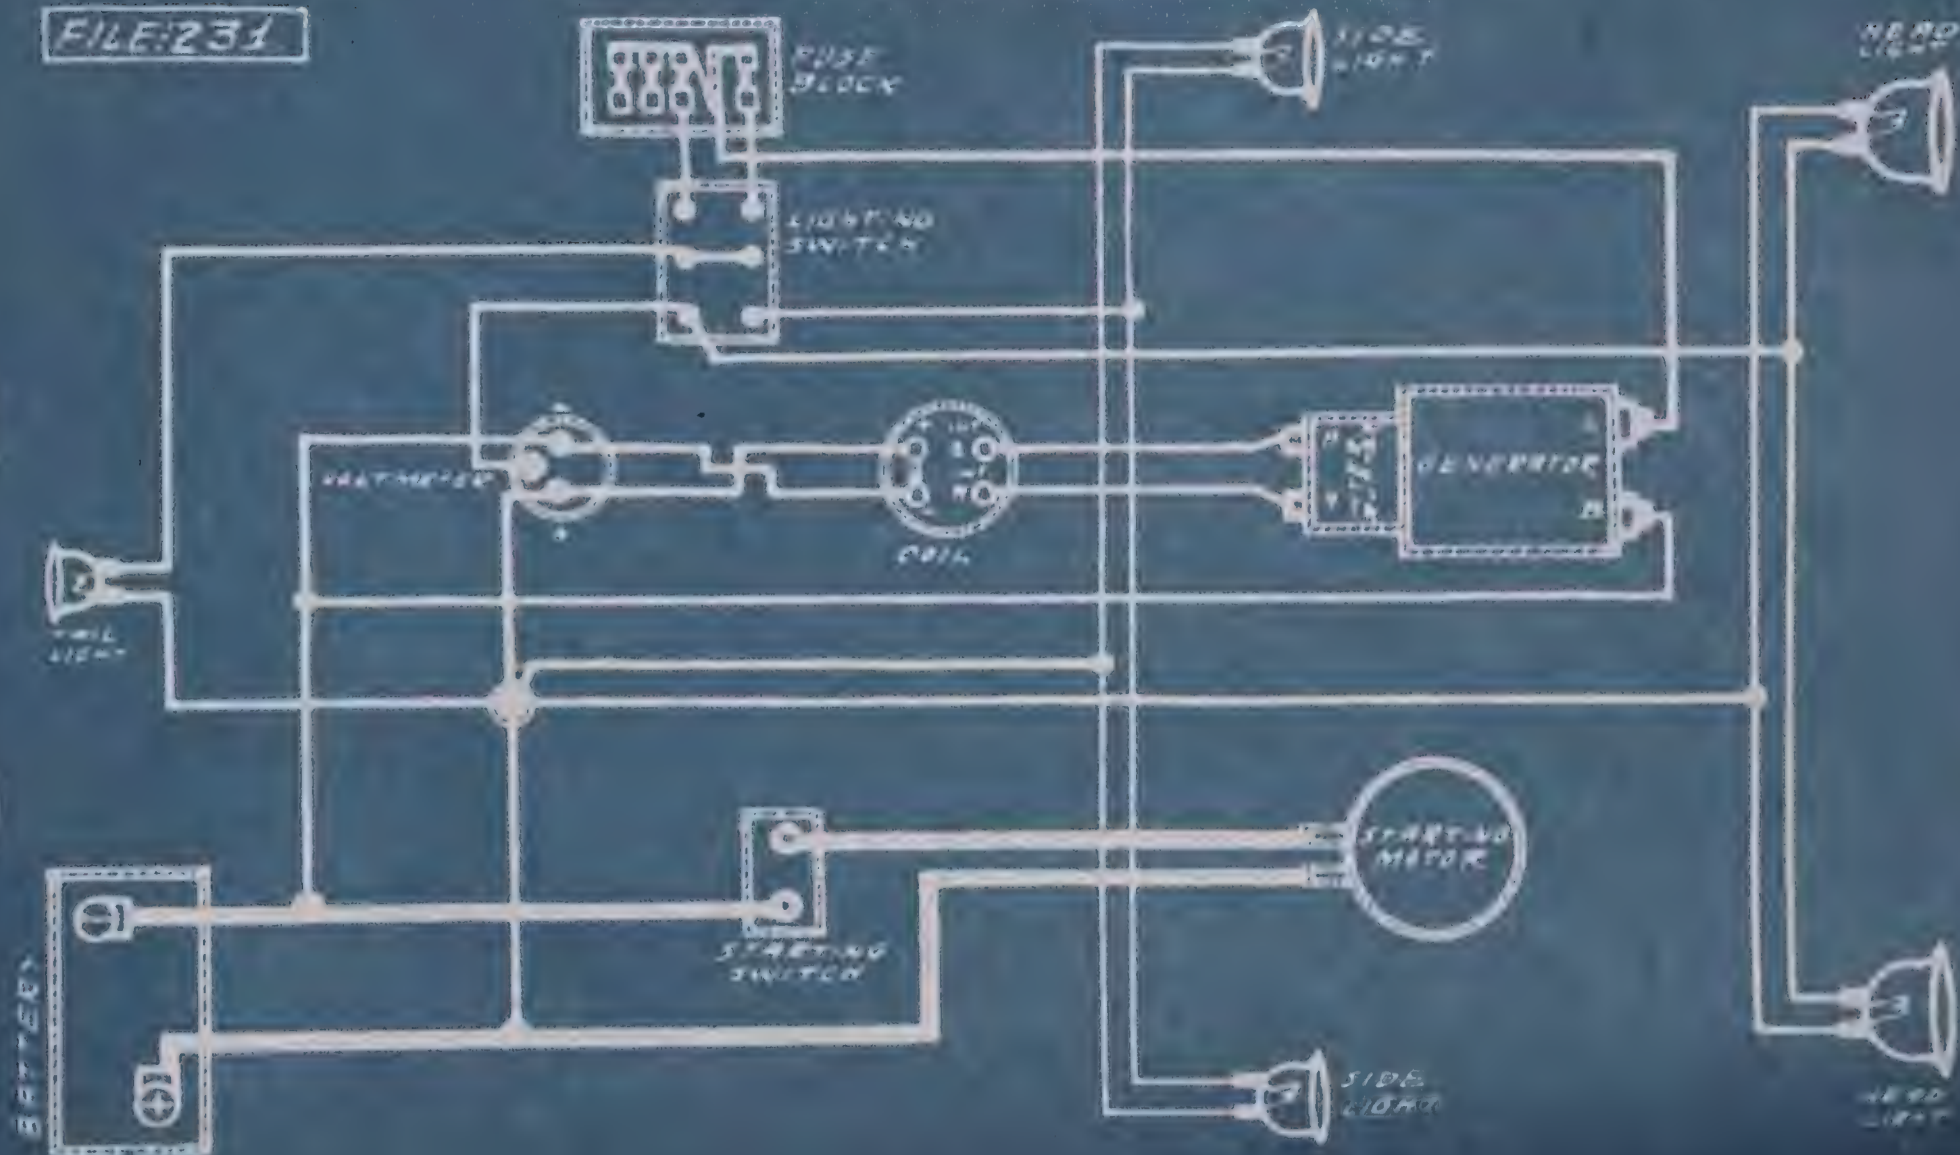 FILE:231
FUSE
BLOCK
SIDE
LIGHT
HEAD
LIGHT
LIGHTING
SWITCH
VOLTMETER
COIL
GENERATOR
TAIL
LIGHT
STARTING
MOTOR
STARTING
SWITCH
BATTERY
SIDE
LIGHT
HEAD
LIGHT